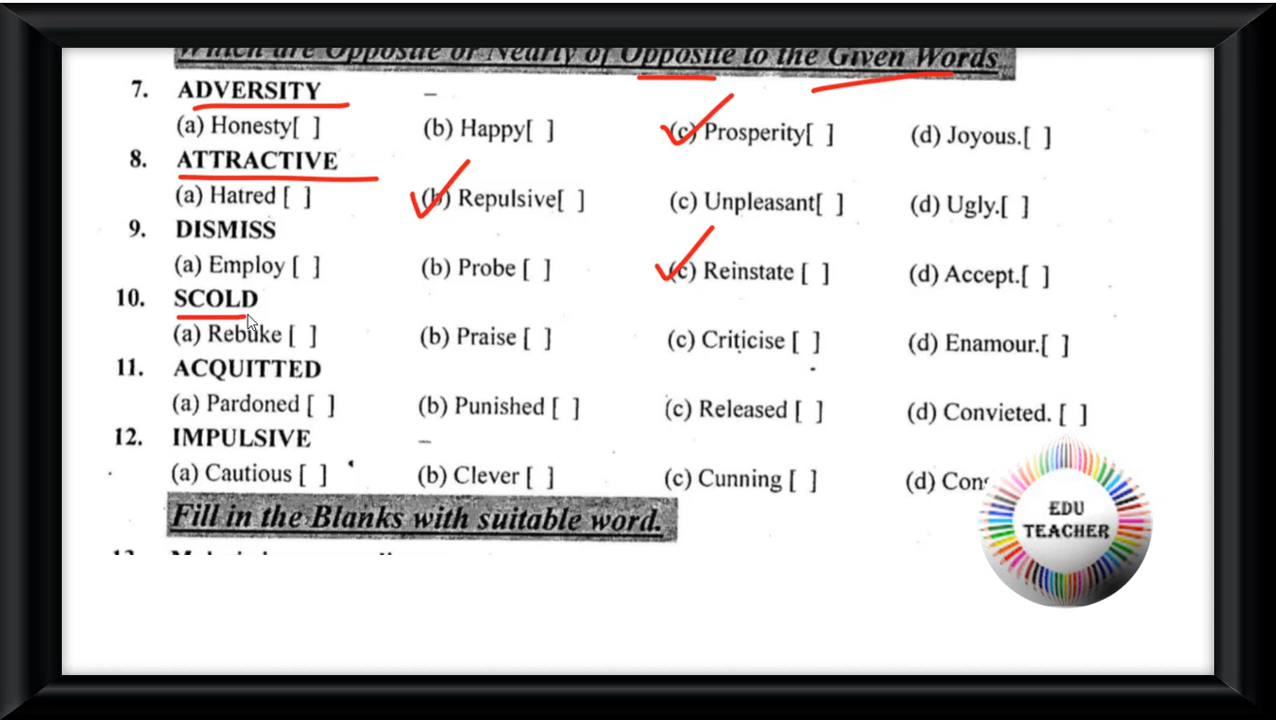 Which are Opposite or Nearly of Opposite to the Given Words
7. ADVERSITY –
(a) Honesty[ ] (b) Happy[ ] (c) Prosperity[ ] (d) Joyous.[ ]
8. ATTRACTIVE
(a) Hatred [ ] (b) Repulsive[ ] (c) Unpleasant[ ] (d) Ugly.[ ]
9. DISMISS
(a) Employ [ ] (b) Probe [ ] (c) Reinstate [ ] (d) Accept.[ ]
10. SCOLD
(a) Rebuke [ ] (b) Praise [ ] (c) Criticise [ ] (d) Enamour.[ ]
11. ACQUITTED
(a) Pardoned [ ] (b) Punished [ ] (c) Released [ ] (d) Convieted. [ ]
12. IMPULSIVE –
(a) Cautious [ ] (b) Clever [ ] (c) Cunning [ ] (d)
Fill in the Blanks with suitable word.
EDU
TEACHER